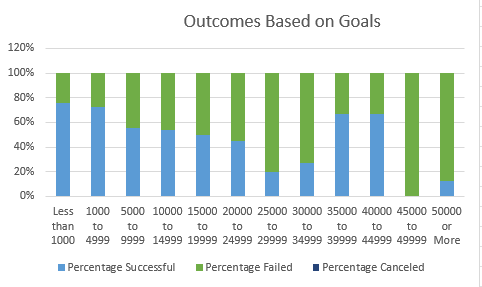 Outcomes Based on Goals
120%
100%
80%
60%
40%
20%
0%
Less than 1000
1000 to 4999
5000 to 9999
10000 to 14999
15000 to 19999
20000 to 24999
25000 to 29999
30000 to 34999
35000 to 39999
40000 to 44999
45000 to 49999
50000 or More
Percentage Successful
Percentage Failed
Percentage Canceled